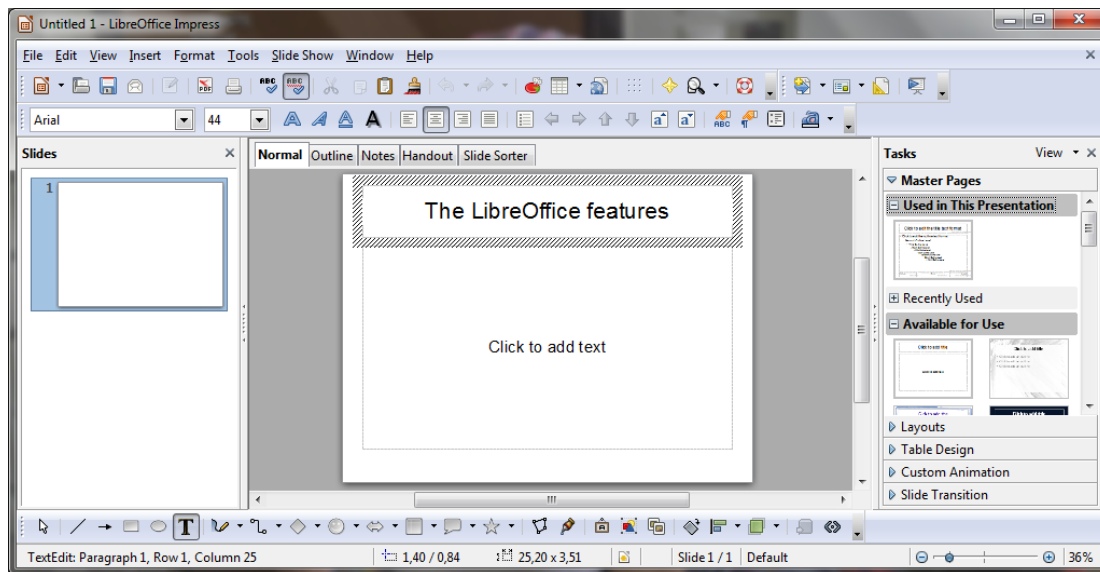 Untitled 1 - LibreOffice Impress
File Edit View Insert Format Tools Slide Show Window Help
Arial 44
Slides
Normal Outline Notes Handout Slide Sorter
Tasks View
1
The LibreOffice features
Click to add text
Master Pages
Used in This Presentation
Recently Used
Available for Use
Layouts
Table Design
Custom Animation
Slide Transition
TextEdit: Paragraph 1, Row 1, Column 25 1,40 / 0,84 25,20 x 3,51 Slide 1 / 1 Default 36%